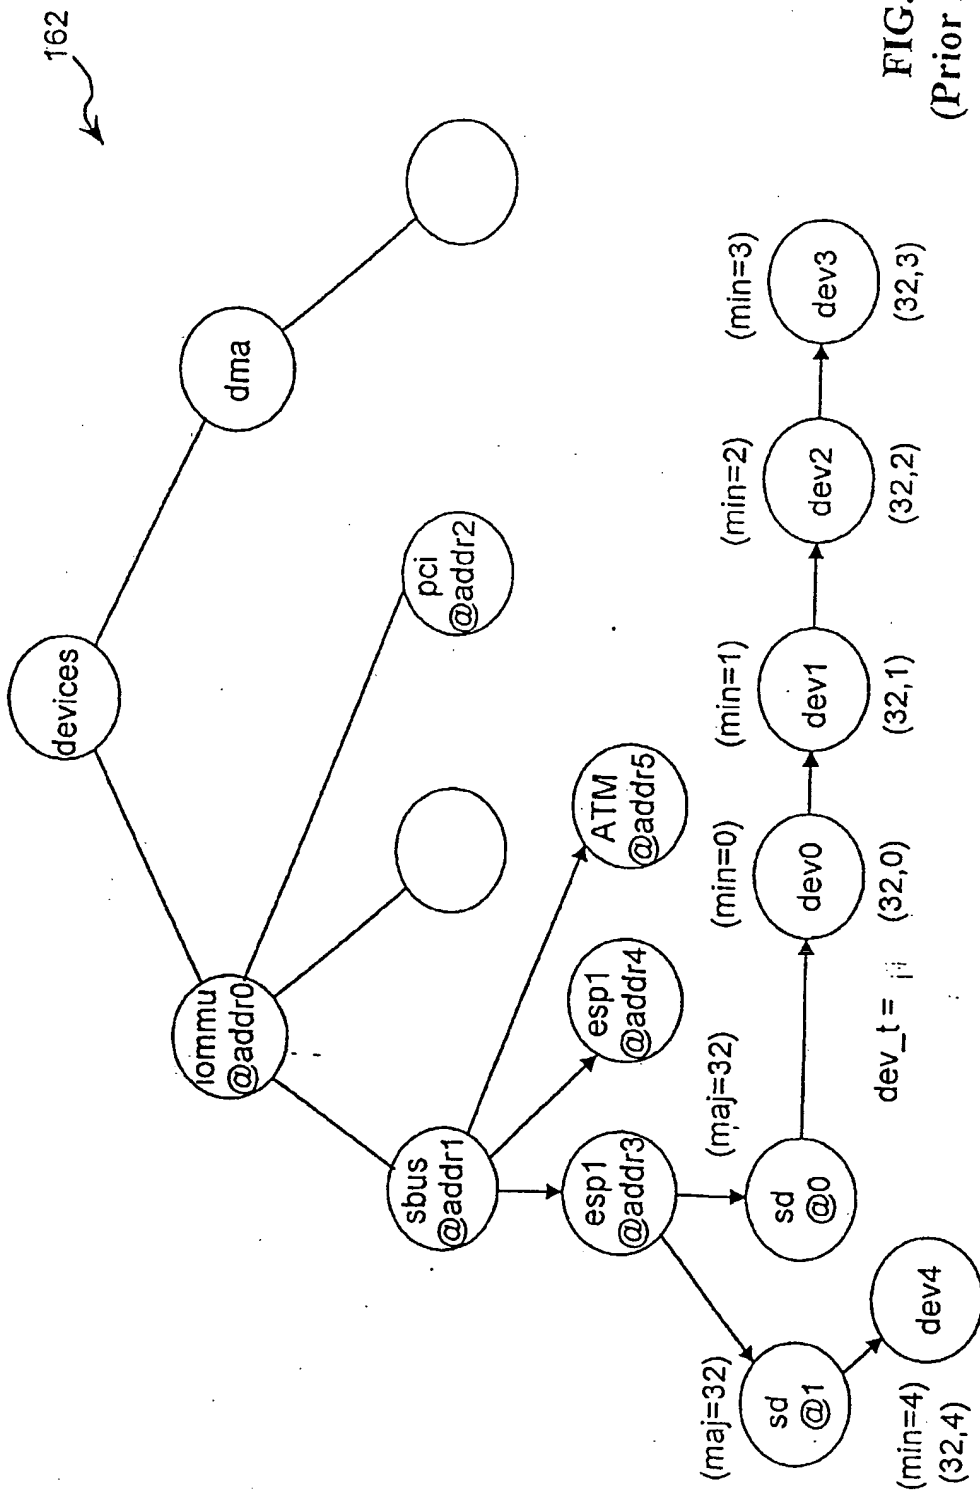 162
devices
dma
iommu
@addr0
pci
@addr2
sbus
@addr1
ATM
@addr5
esp1
@addr4
esp1
@addr3
(maj=32)
sd
@0
(maj=32)
sd
@1
dev4
(min=4)
(32,4)
(min=0)
dev0
(32,0)
(min=1)
dev1
(32,1)
(min=2)
dev2
(32,2)
(min=3)
dev3
(32,3)
dev_t =
FIG.
(Prior